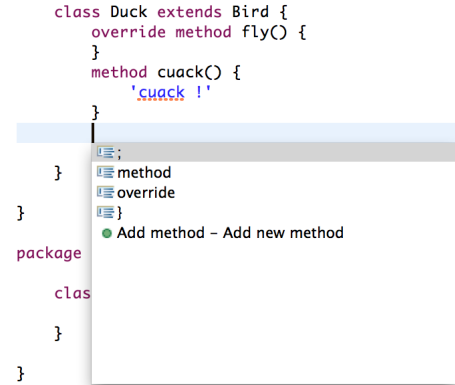 class Duck extends Bird {
override method fly() {
}
method cuack() {
'cuack !'
}
;
} method
override
} }
Add method – Add new method
package
clas
}
}